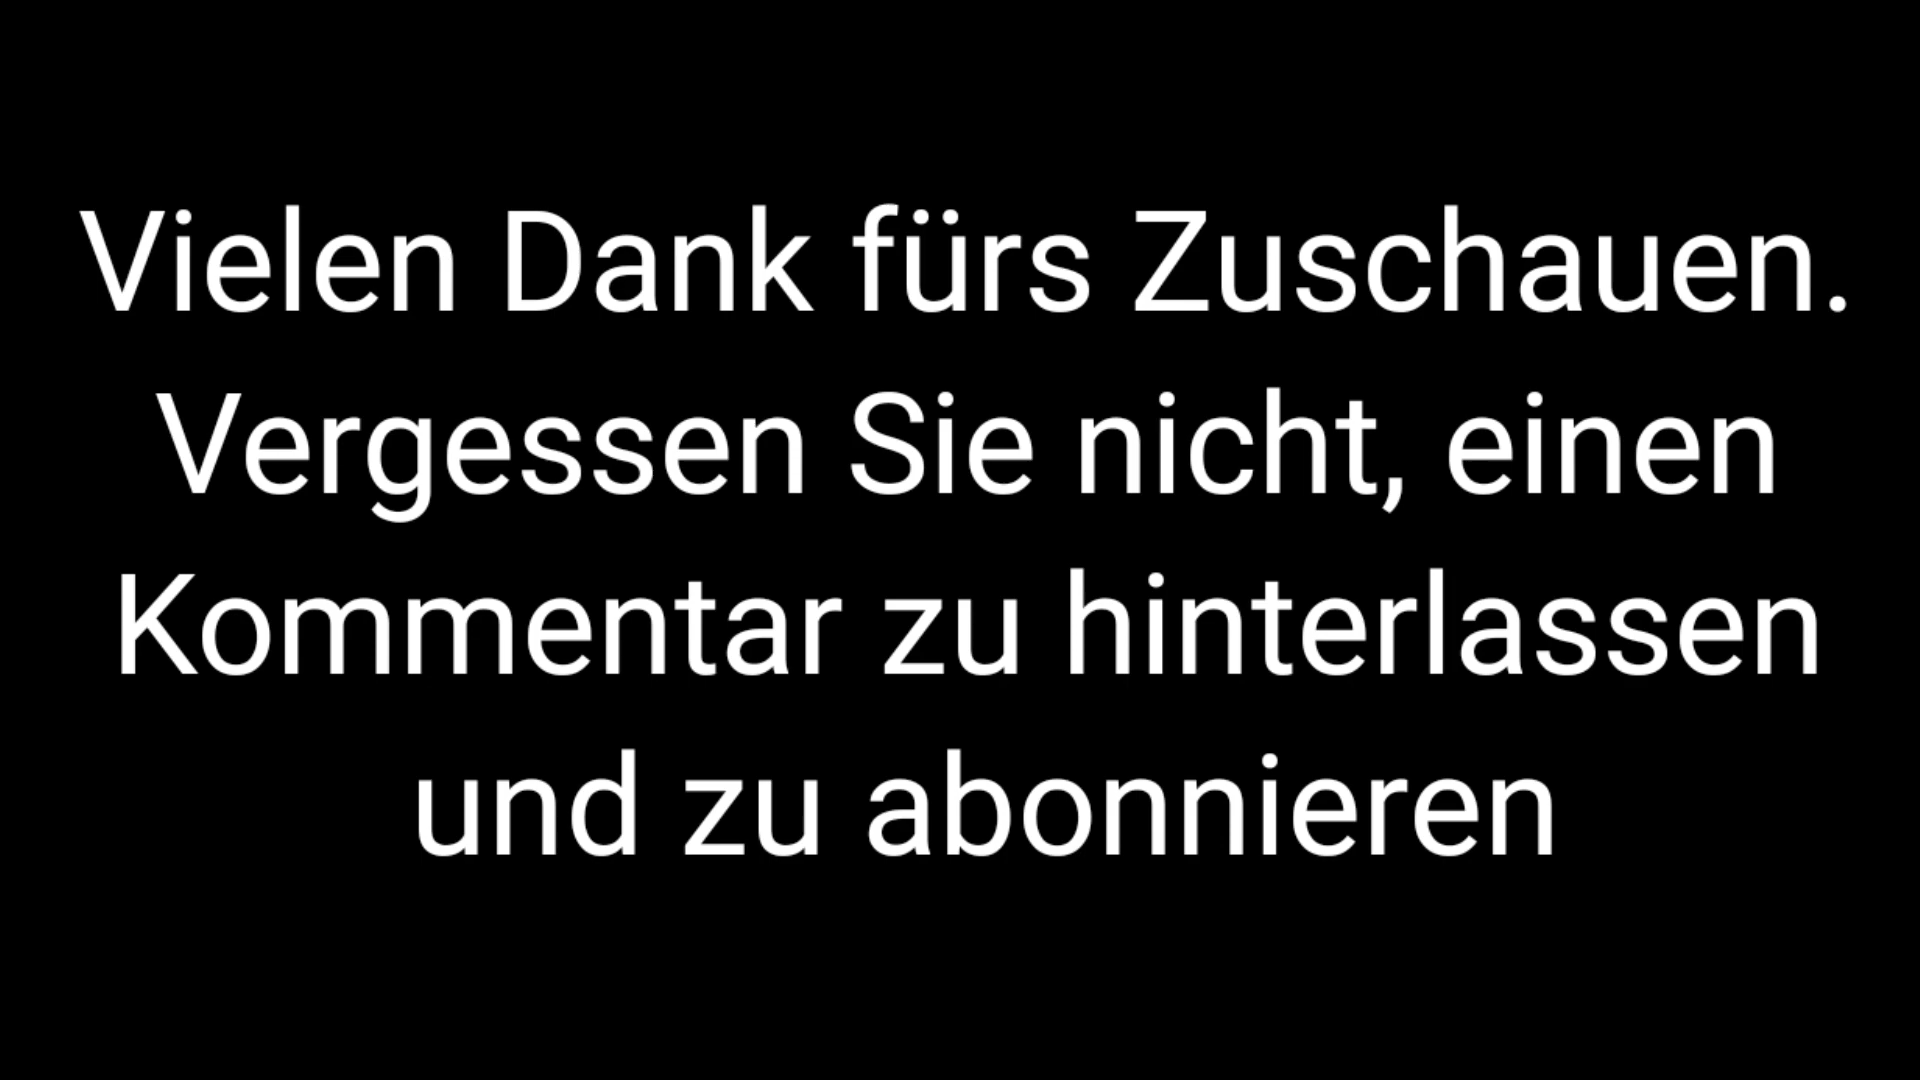 Vielen Dank fürs Zuschauen.
Vergessen Sie nicht, einen
Kommentar zu hinterlassen
und zu abonnieren